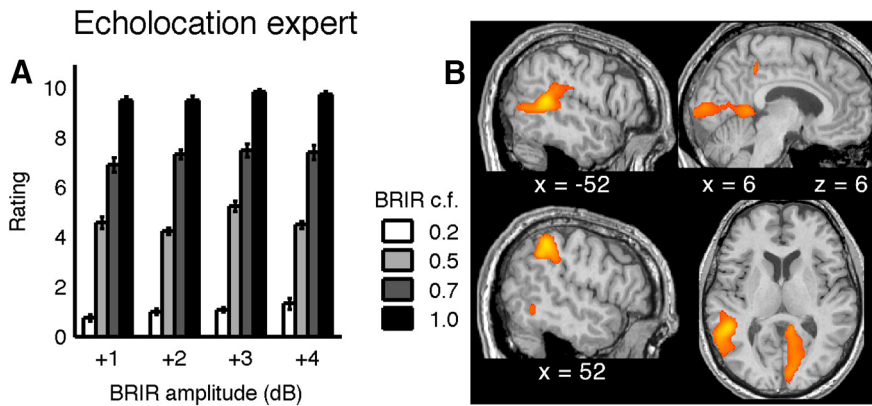 Echolocation expert
A
10
8
6
4
2
0
Rating
+1 +2 +3 +4
BRIR amplitude (dB)
BRIR c.f.
0.2
0.5
0.7
1.0
B
x = -52 x = 6 z = 6
x = 52